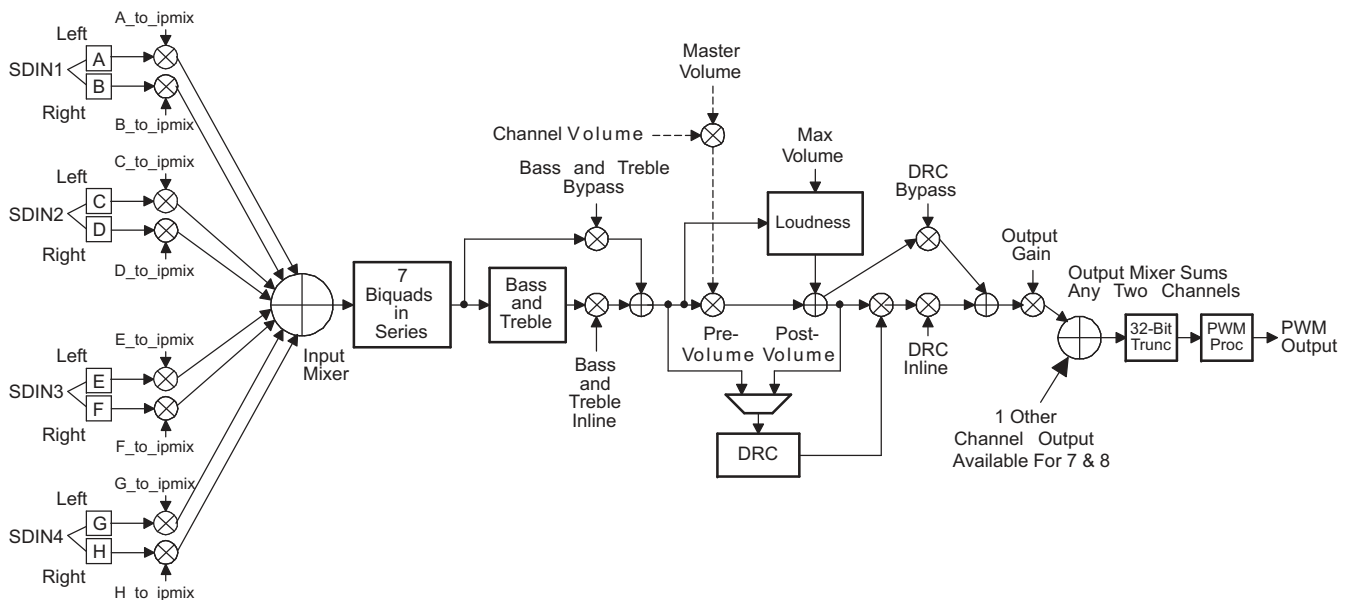 A_to_ipmix
Left
A
SDIN1
B
Right
B_to_ipmix
C_to_ipmix
Left
C
SDIN2
D
Right
D_to_ipmix
E_to_ipmix
Left
E
SDIN3
F
Right
F_to_ipmix
G_to_ipmix
Left
G
SDIN4
H
Right
H_to_ipmix
Input
Mixer
7
Biquads
in
Series
Bass and Treble
Bypass
Bass
and
Treble
Bass
and
Treble
Inline
Master
Volume
Channel Volume
Max
Volume
Loudness
Pre-
Volume
Post-
Volume
DRC
DRC
Bypass
DRC
Inline
Output
Gain
Output Mixer Sums
Any Two Channels
1 Other
Channel Output
Available For 7 & 8
32-Bit
Trunc
PWM
Proc
PWM
Output